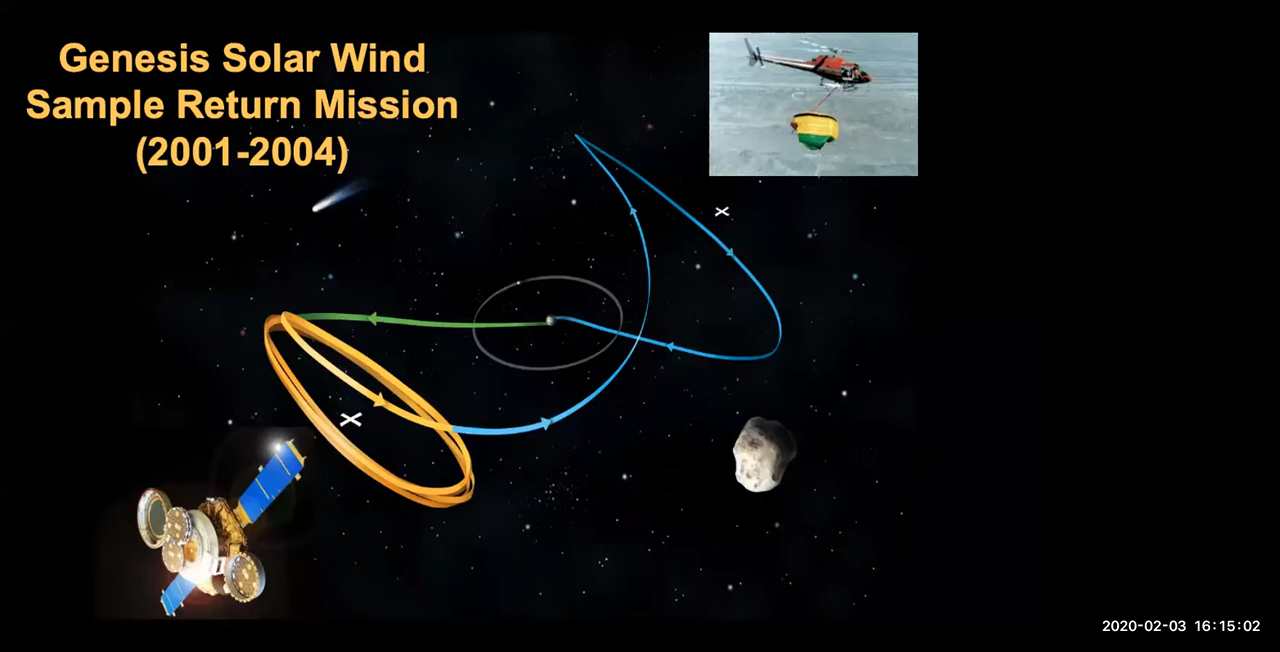 Genesis Solar Wind
Sample Return Mission
(2001-2004)
2020-02-03 16:15:02